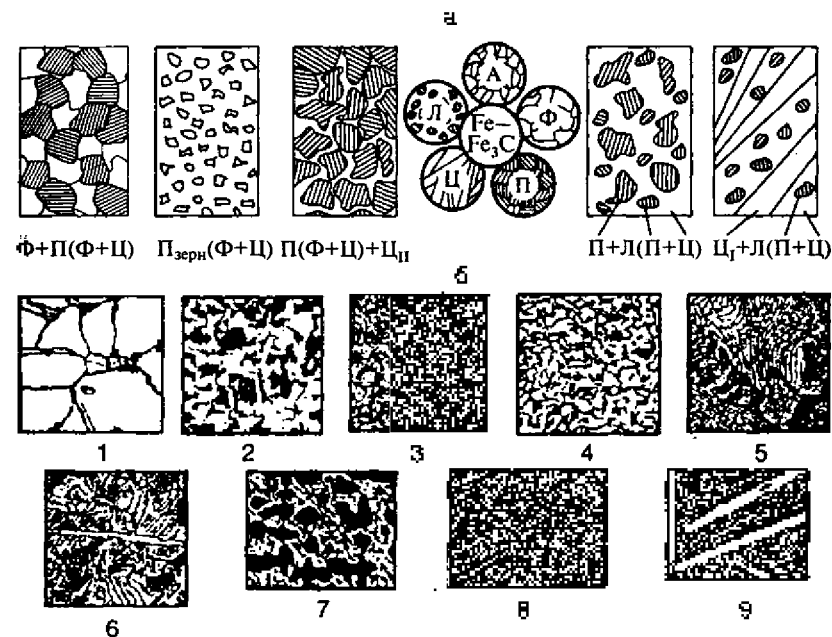 а
А
Л
Ф
Fe–
Fe₃C
Ц
П
Ф+П(Ф+Ц) Пзерн(Ф+Ц) П(Ф+Ц)+ЦII П+Л(П+Ц) ЦI+Л(П+Ц)
б
1 2 3 4 5
6 7 8 9